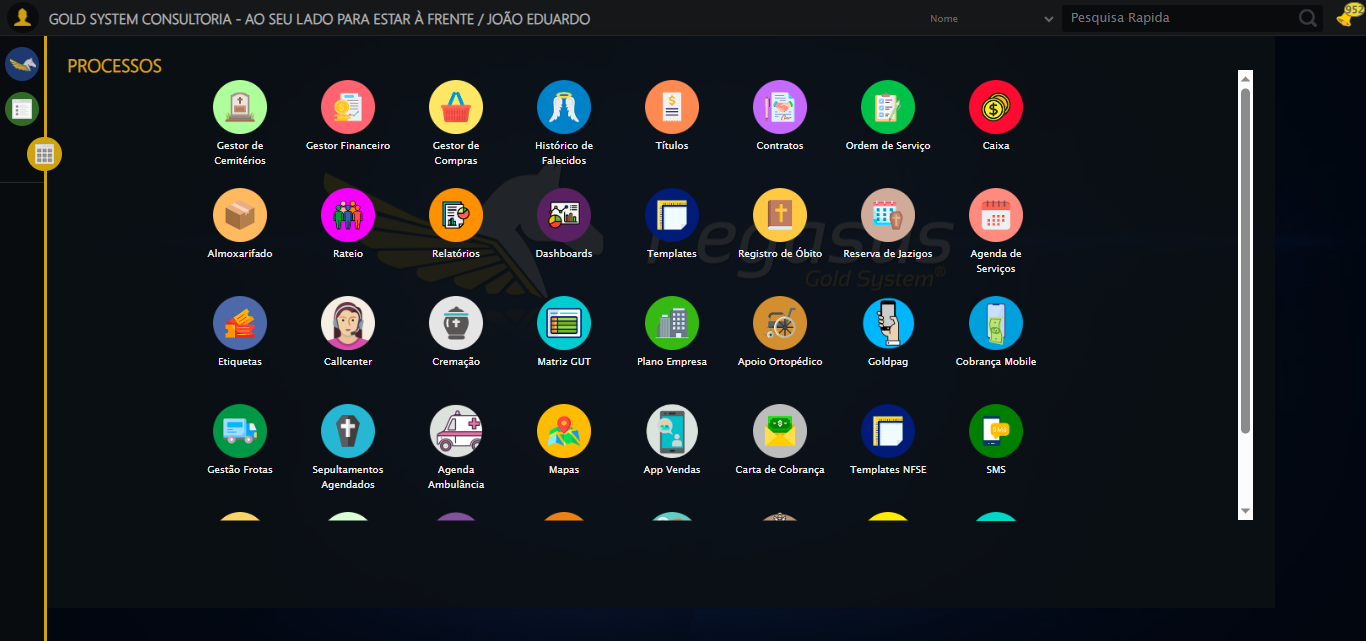 GOLD SYSTEM CONSULTORIA - AO SEU LADO PARA ESTAR À FRENTE / JOÃO EDUARDO
Nome
Pesquisa Rapida
952
PROCESSOS
Gestor de
Cemitérios
Gestor Financeiro
Gestor de
Compras
Histórico de
Falecidos
Títulos
Contratos
Ordem de Serviço
Caixa
Almoxarifado
Rateio
Relatórios
Dashboards
Templates
Registro de Óbito
Reserva de Jazigos
Agenda de
Serviços
Pegasus
Gold System®
Etiquetas
Callcenter
Cremação
Matriz GUT
Plano Empresa
Apoio Ortopédico
Goldpag
Cobrança Mobile
Gestão Frotas
Sepultamentos
Agendados
Agenda
Ambulância
Mapas
App Vendas
Carta de Cobrança
Templates NFSE
SMS
SMS